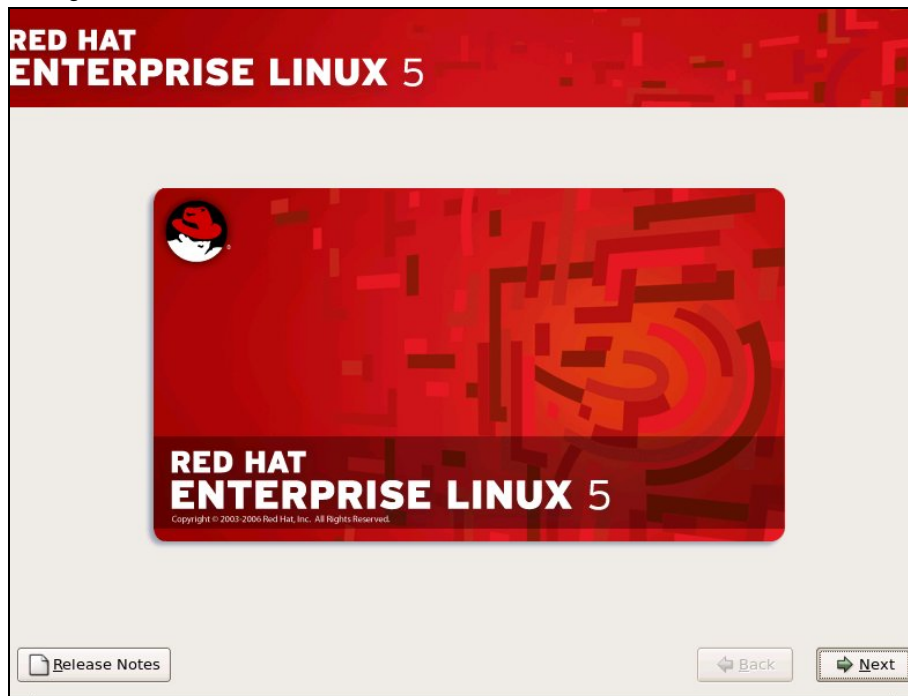 RED HAT
ENTERPRISE LINUX 5
RED HAT
ENTERPRISE LINUX 5
Copyright © 2003-2006 Red Hat, Inc. All Rights Reserved.
Release Notes
Back
Next